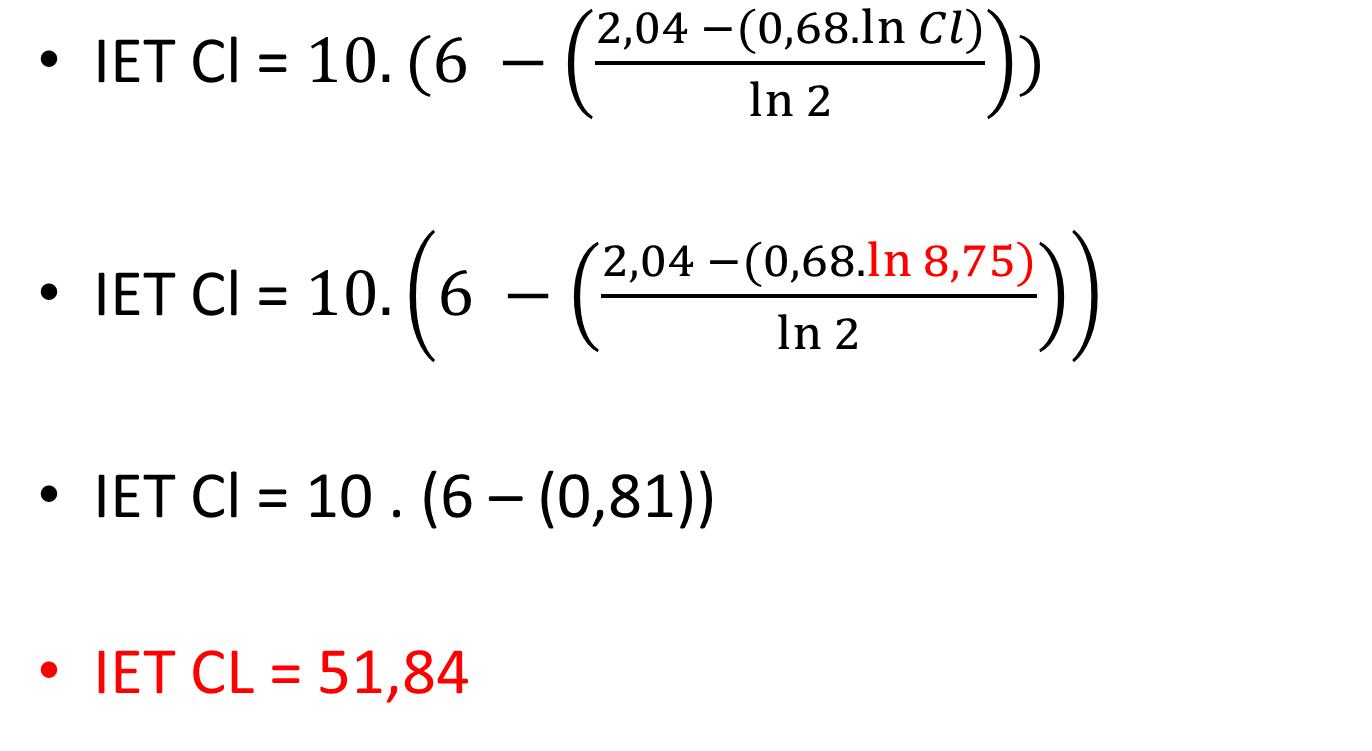 • IET Cl = 10. (6 − ((2,04 −(0,68.ln Cl))/(ln 2)))
• IET Cl = 10. (6 − ((2,04 −(0,68.ln 8,75))/(ln 2)))
• IET Cl = 10 . (6 – (0,81))
• IET CL = 51,84